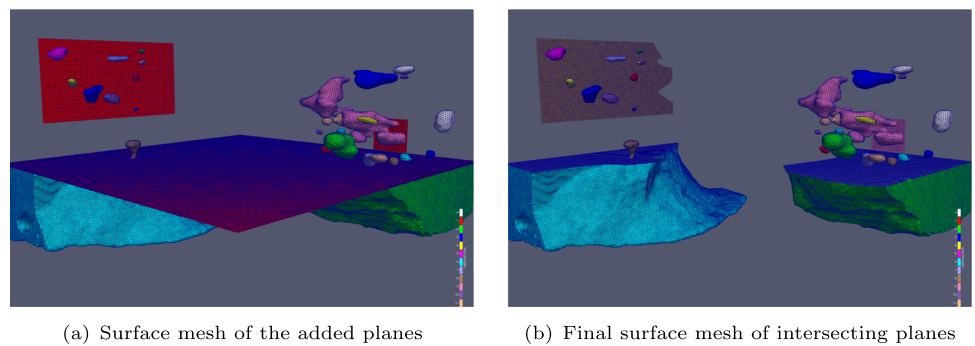 (a) Surface mesh of the added planes
(b) Final surface mesh of intersecting planes